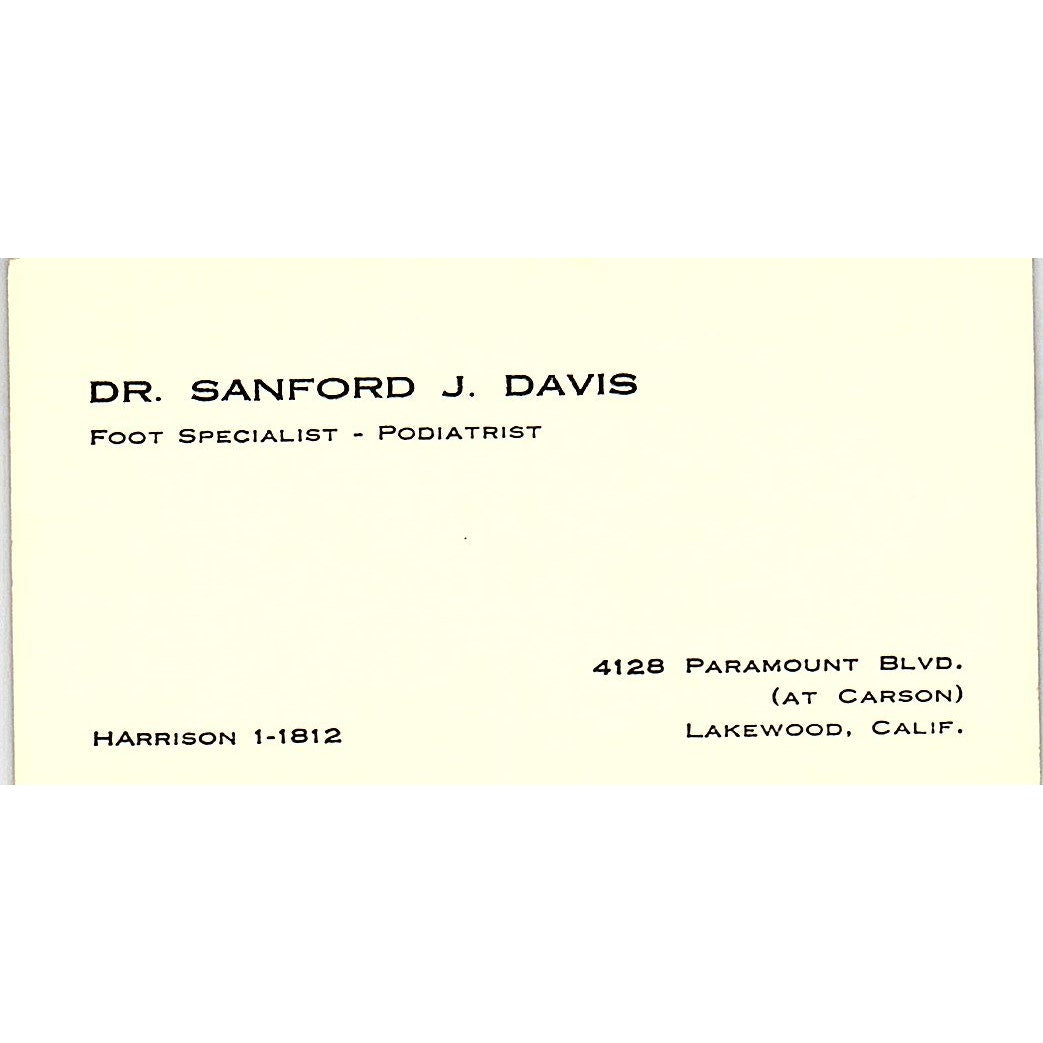 DR. SANFORD J. DAVIS
FOOT SPECIALIST - PODIATRIST
HARRISON 1-1812
4128 PARAMOUNT BLVD.
(AT CARSON)
LAKEWOOD, CALIF.